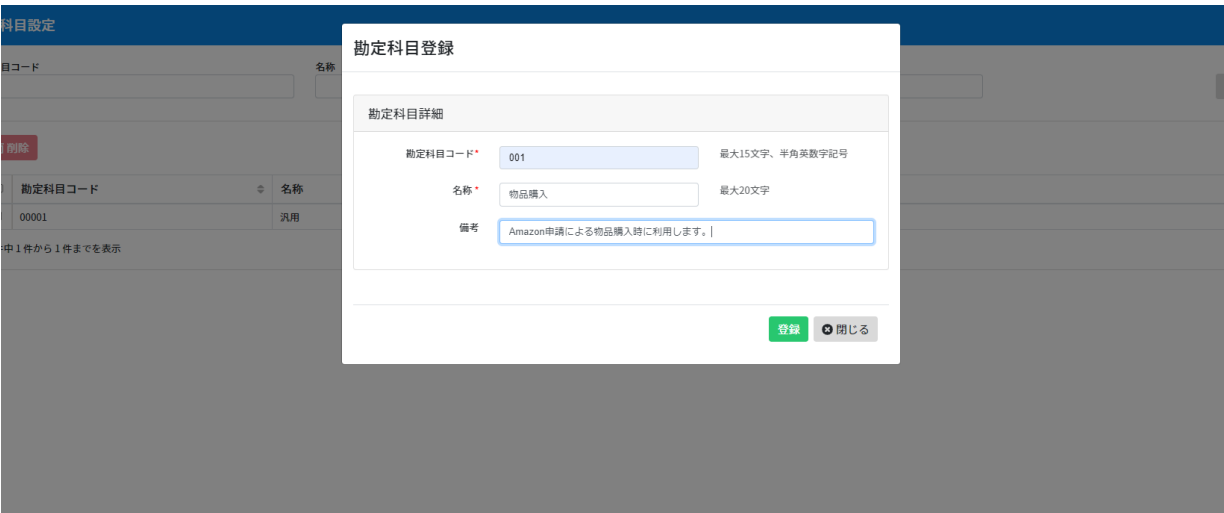 科目設定
勘定科目登録
目コード
名称
勘定科目詳細
削除
勘定科目コード* 001 最大15文字、半角英数字記号
名称* 物品購入 最大20文字
備考 Amazon申請による物品購入時に利用します。
勘定科目コード 名称
00001 汎用
中1件から1件までを表示
登録 閉じる